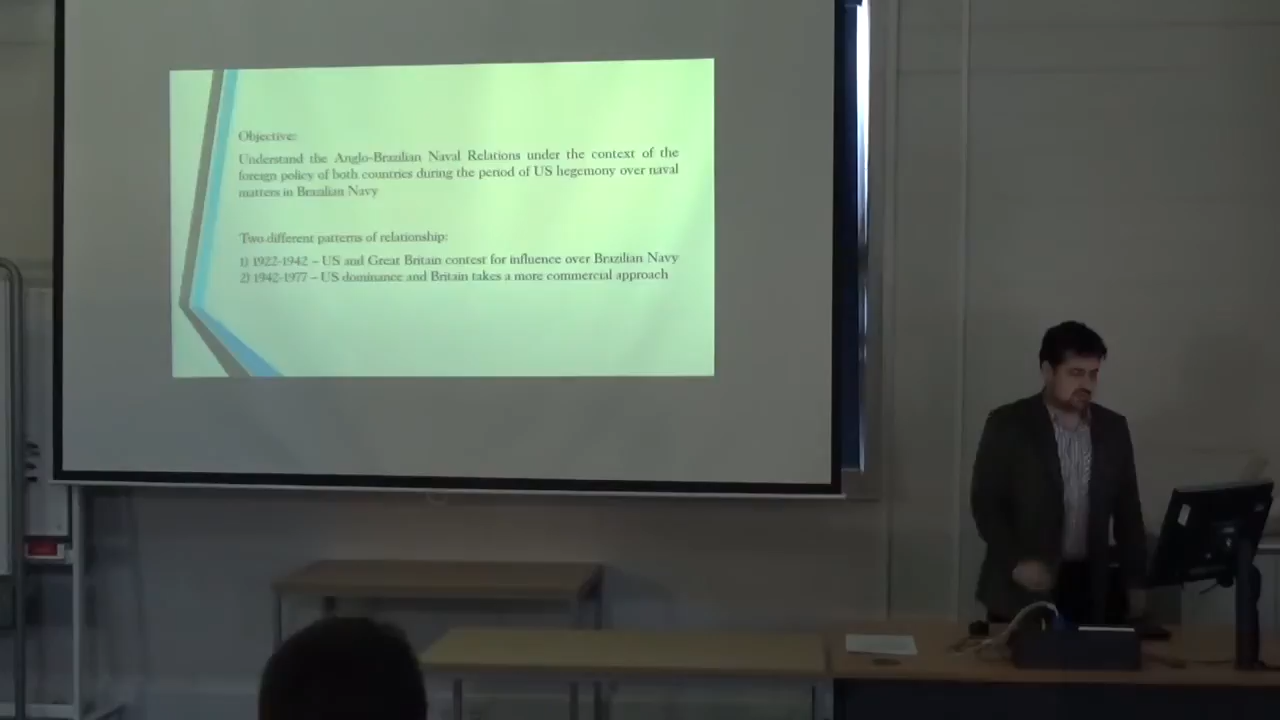 Objective:
Understand the Anglo-Brazilian Naval Relations under the context of the
foreign policy of both countries during the period of US hegemony over naval
matters in Brazilian Navy
Two different patterns of relationship:
1) 1922-1942 – US and Great Britain contest for influence over Brazilian Navy
2) 1942-1977 – US dominance and Britain takes a more commercial approach